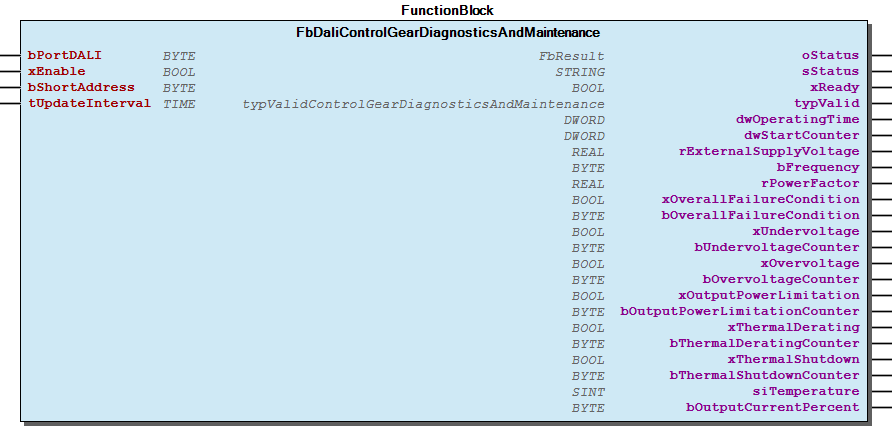 FunctionBlock
FbDaliControlGearDiagnosticsAndMaintenance
bPortDALI BYTE FbResult oStatus
xEnable BOOL STRING sStatus
bShortAddress BYTE BOOL xReady
tUpdateInterval TIME typValidControlGearDiagnosticsAndMaintenance typValid
DWORD dwOperatingTime
DWORD dwStartCounter
REAL rExternalSupplyVoltage
BYTE bFrequency
REAL rPowerFactor
BOOL xOverallFailureCondition
BYTE bOverallFailureCondition
BOOL xUndervoltage
BYTE bUndervoltageCounter
BOOL xOvervoltage
BYTE bOvervoltageCounter
BOOL xOutputPowerLimitation
BYTE bOutputPowerLimitationCounter
BOOL xThermalDerating
BYTE bThermalDeratingCounter
BOOL xThermalShutdown
BYTE bThermalShutdownCounter
SINT siTemperature
BYTE bOutputCurrentPercent